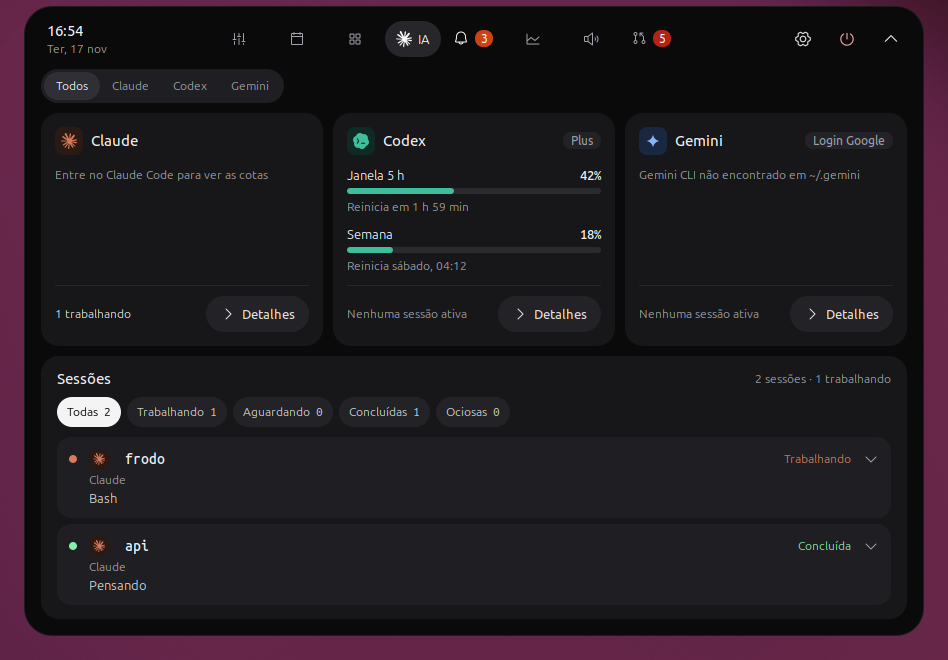 16:54
Ter, 17 nov
IA
3
5
Todos Claude Codex Gemini
Claude
Entre no Claude Code para ver as cotas
1 trabalhando
Detalhes
Codex
Plus
Janela 5 h 42%
Reinicia em 1 h 59 min
Semana 18%
Reinicia sábado, 04:12
Nenhuma sessão ativa
Detalhes
Gemini
Login Google
Gemini CLI não encontrado em ~/.gemini
Nenhuma sessão ativa
Detalhes
Sessões
2 sessões · 1 trabalhando
Todas 2 Trabalhando 1 Aguardando 0 Concluídas 1 Ociosas 0
frodo
Trabalhando
Claude
Bash
api
Concluída
Claude
Pensando